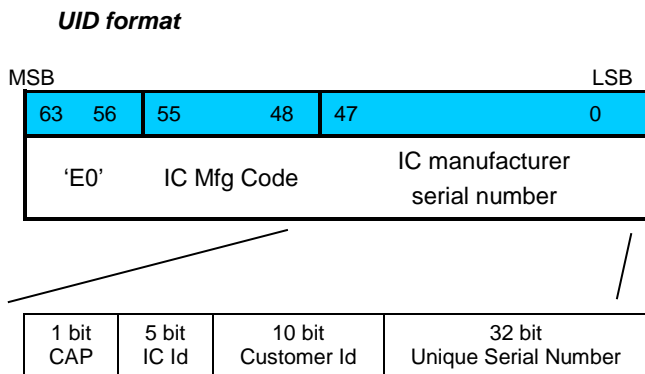 UID format
MSB LSB
63 56 55 48 47 0
‘E0’ IC Mfg Code IC manufacturer
serial number
1 bit 5 bit 10 bit 32 bit
CAP IC Id Customer Id Unique Serial Number